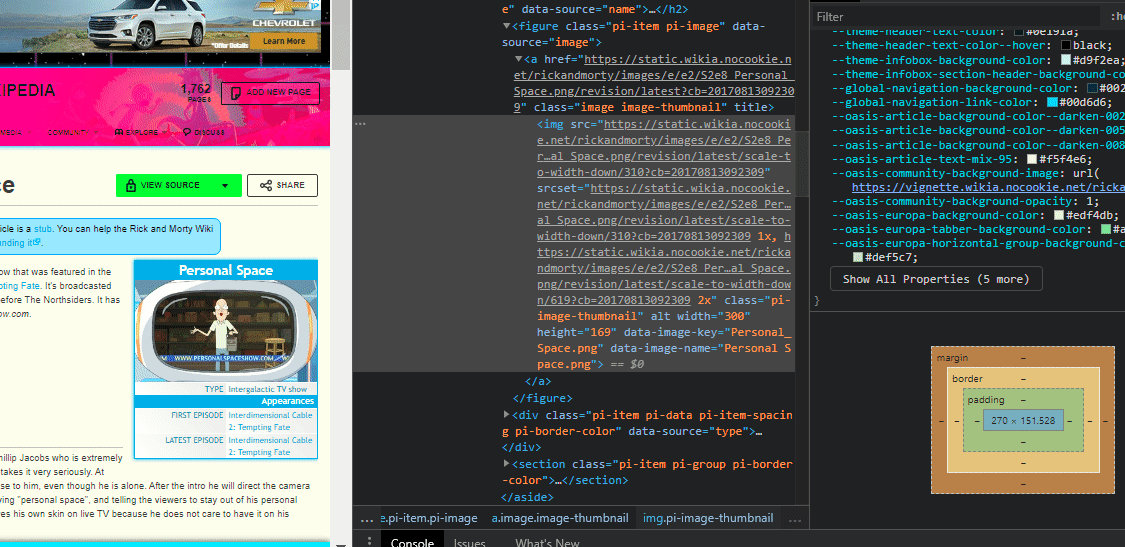 CHEVROLET
*Offer Details
Learn More
IPEDIA
1,762
PAGES
ADD NEW PAGE
MEDIA
COMMUNITY
EXPLORE
DISCUSS
ce
VIEW SOURCE
SHARE
icle is a stub. You can help the Rick and Morty Wiki
anding it.
ow that was featured in the
pting Fate. It's broadcasted
before The Northsiders. It has
ow.com.
Personal Space
WWW.PERSONALSPACESHOW.COM
TYPE Intergalactic TV show
Appearances
FIRST EPISODE Interdimensional Cable
2: Tempting Fate
LATEST EPISODE Interdimensional Cable
2: Tempting Fate
hillip Jacobs who is extremely
takes it very seriously. At
se to him, even though he is alone. After the intro he will direct the camera
ying "personal space", and telling the viewers to stay out of his personal
es his own skin on live TV because he does not care to have it on his
e" data-source="name">…</h2>
<figure class="pi-item pi-image" data-
source="image">
<a href="https://static.wikia.nocookie.n
et/rickandmorty/images/e/e2/S2e8_Personal_
Space.png/revision/latest?cb=2017081309230
9" class="image image-thumbnail" title>
<img src="https://static.wikia.nocooki
e.net/rickandmorty/images/e/e2/S2e8_Per
…al_Space.png/revision/latest/scale-t
o-width-down/310?cb=20170813092309"
srcset="https://static.wikia.nocookie.
net/rickandmorty/images/e/e2/S2e8_Per…
al_Space.png/revision/latest/scale-to-
width-down/310?cb=20170813092309 1x, h
ttps://static.wikia.nocookie.net/rickan
dmorty/images/e/e2/S2e8_Per…al_Space.
png/revision/latest/scale-to-width-dow
n/619?cb=20170813092309 2x" class="pi-
image-thumbnail" alt width="300"
height="169" data-image-key="Personal_
Space.png" data-image-name="Personal S
pace.png"> == $0
</a>
</figure>
<div class="pi-item pi-data pi-item-spacin
g pi-border-color" data-source="type">…
</div>
<section class="pi-item pi-group pi-border
-color">…</section>
</aside>
… e.pi-item.pi-image a.image.image-thumbnail img.pi-image-thumbnail …
Console Issues What's New
Filter :ho
--theme-header-text-color: #0e191a;
--theme-header-text-color--hover: black;
--theme-infobox-background-color: #d9f2ea;
--theme-infobox-section-header-background-co
--global-navigation-background-color: #002
--global-navigation-link-color: #00d6d6;
--oasis-article-background-color--darken-002
--oasis-article-background-color--darken-005
--oasis-article-background-color--darken-008
--oasis-article-text-mix-95: #f5f4e6;
--oasis-community-background-image: url(
https://vignette.wikia.nocookie.net/ricka
--oasis-community-background-opacity: 1;
--oasis-europa-background-color: #edf4db;
--oasis-europa-tabber-background-color: #a
--oasis-europa-horizontal-group-background-c
#def5c7;
Show All Properties (5 more)
}
margin –
border –
padding –
– – – 270 × 151.528 – – –
–
–
–